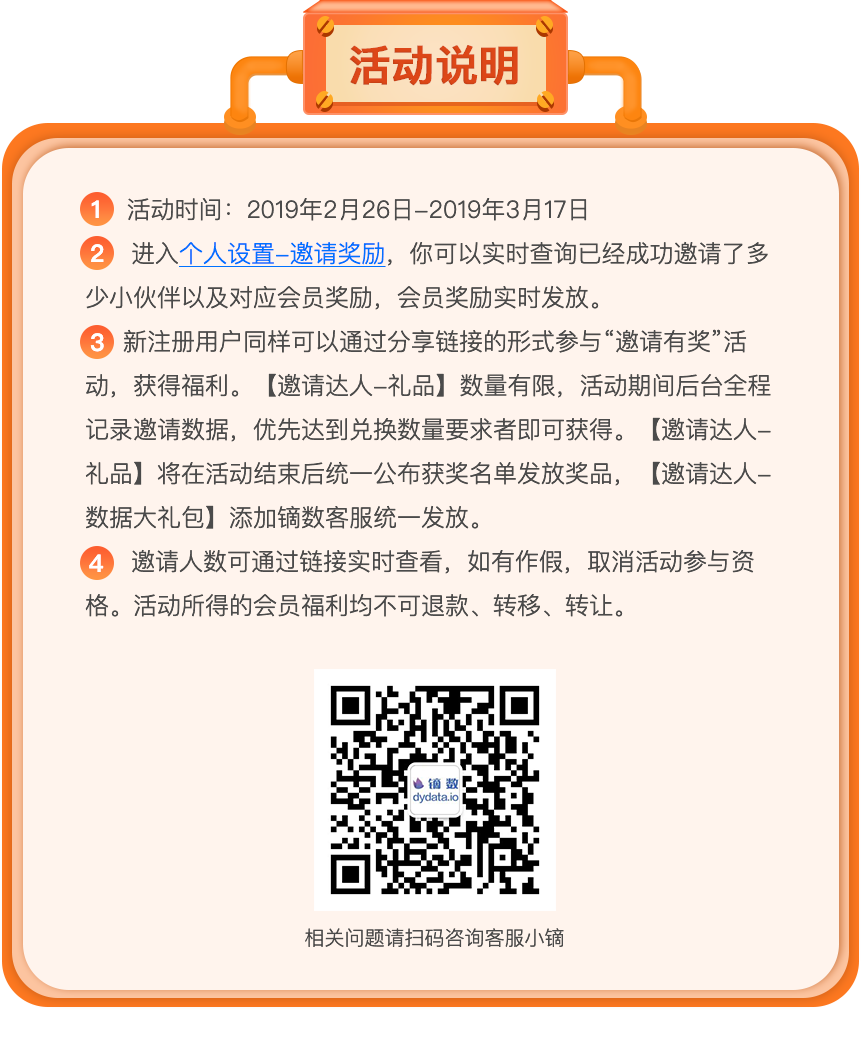 活动说明
1 活动时间：2019年2月26日-2019年3月17日
2 进入个人设置-邀请奖励，你可以实时查询已经成功邀请了多
少小伙伴以及对应会员奖励，会员奖励实时发放。
3 新注册用户同样可以通过分享链接的形式参与“邀请有奖”活
动，获得福利。【邀请达人-礼品】数量有限，活动期间后台全程
记录邀请数据，优先达到兑换数量要求者即可获得。【邀请达人-
礼品】将在活动结束后统一公布获奖名单发放奖品，【邀请达人-
数据大礼包】添加镝数客服统一发放。
4 邀请人数可通过链接实时查看，如有作假，取消活动参与资
格。活动所得的会员福利均不可退款、转移、转让。
镝数
dydata.io
相关问题请扫码咨询客服小镝